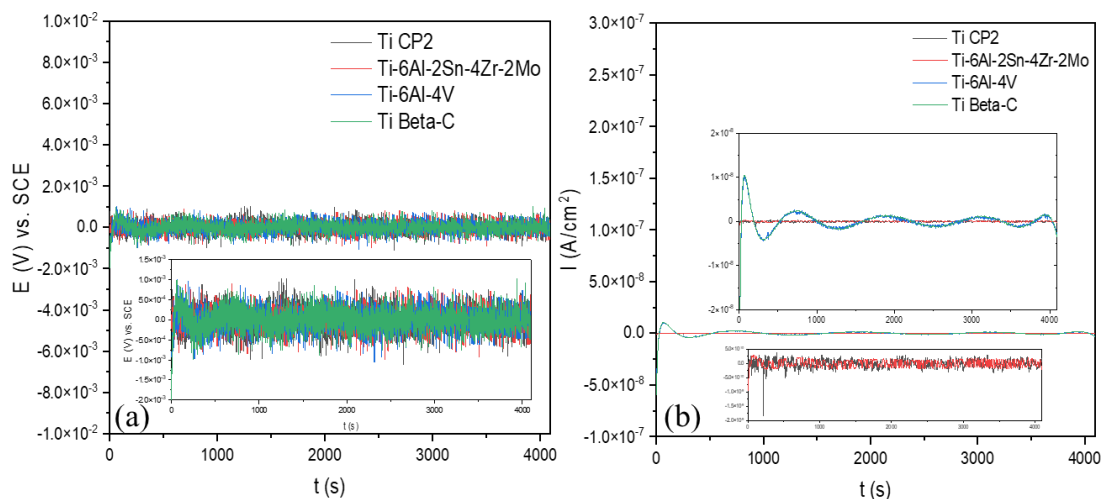 1.0×10⁻²
8.0×10⁻³
6.0×10⁻³
4.0×10⁻³
2.0×10⁻³
0.0
-2.0×10⁻³
-4.0×10⁻³
-6.0×10⁻³
-8.0×10⁻³
-1.0×10⁻²
E (V) vs. SCE
Ti CP2
Ti-6Al-2Sn-4Zr-2Mo
Ti-6Al-4V
Ti Beta-C
1.5×10⁻³
1.0×10⁻³
5.0×10⁻⁴
0.0
-5.0×10⁻⁴
-1.0×10⁻³
-1.5×10⁻³
-2.0×10⁻³
E (V) vs. SCE
0 1000 2000 3000 4000
t (s)
(a)
0 1000 2000 3000 4000
t (s)
3.0×10⁻⁷
2.5×10⁻⁷
2.0×10⁻⁷
1.5×10⁻⁷
1.0×10⁻⁷
5.0×10⁻⁸
0.0
-5.0×10⁻⁸
-1.0×10⁻⁷
I (A/cm²)
Ti CP2
Ti-6Al-2Sn-4Zr-2Mo
Ti-6Al-4V
Ti Beta-C
2×10⁻⁸
1×10⁻⁸
0
-1×10⁻⁸
-2×10⁻⁸
0 1000 2000 3000 4000
0.0
0 1000 2000 3000 4000
(b)
0 1000 2000 3000 4000
t (s)